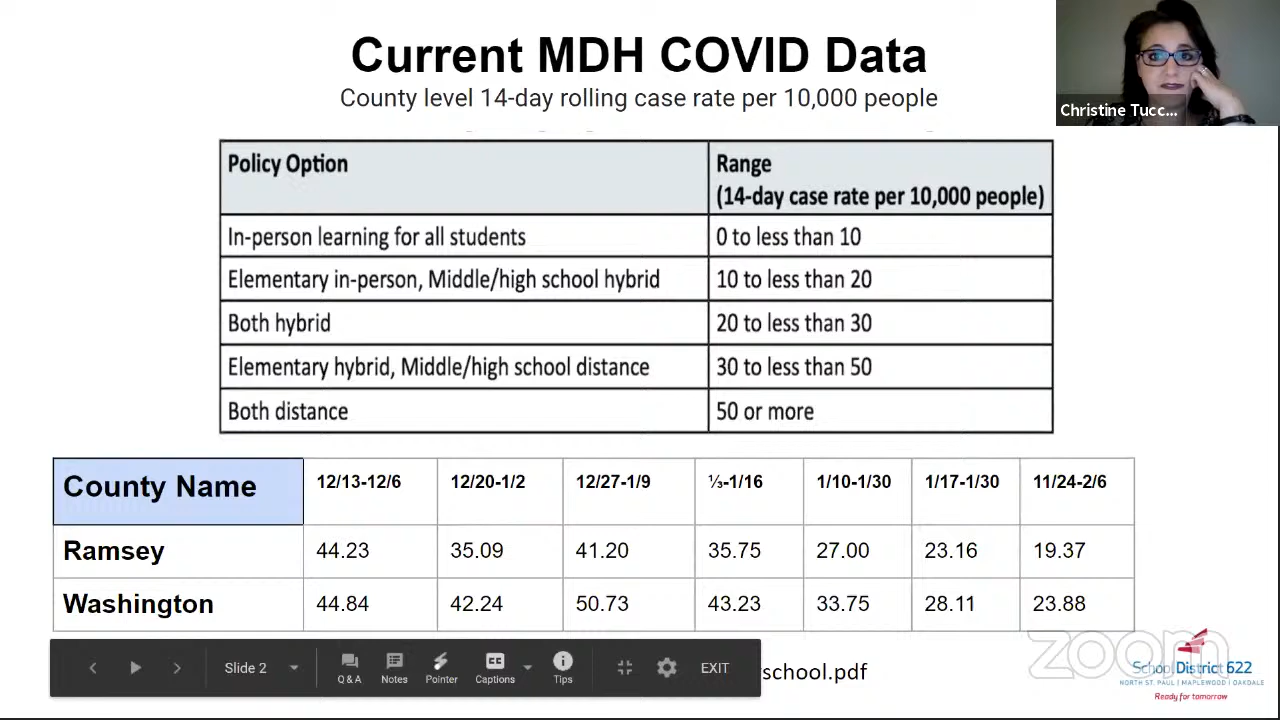 Current MDH COVID Data
County level 14-day rolling case rate per 10,000 people
Christine Tucc...
Policy Option
Range
(14-day case rate per 10,000 people)
In-person learning for all students
0 to less than 10
Elementary in-person, Middle/high school hybrid
10 to less than 20
Both hybrid
20 to less than 30
Elementary hybrid, Middle/high school distance
30 to less than 50
Both distance
50 or more
County Name 12/13-12/6 12/20-1/2 12/27-1/9 ⅓-1/16 1/10-1/30 1/17-1/30 11/24-2/6
Ramsey 44.23 35.09 41.20 35.75 27.00 23.16 19.37
Washington 44.84 42.24 50.73 43.23 33.75 28.11 23.88
Slide 2
Q & A
Notes
Pointer
CC
Captions
Tips
EXIT
school.pdf
zoom
School District 622
NORTH ST. PAUL | MAPLEWOOD | OAKDALE
Ready for tomorrow